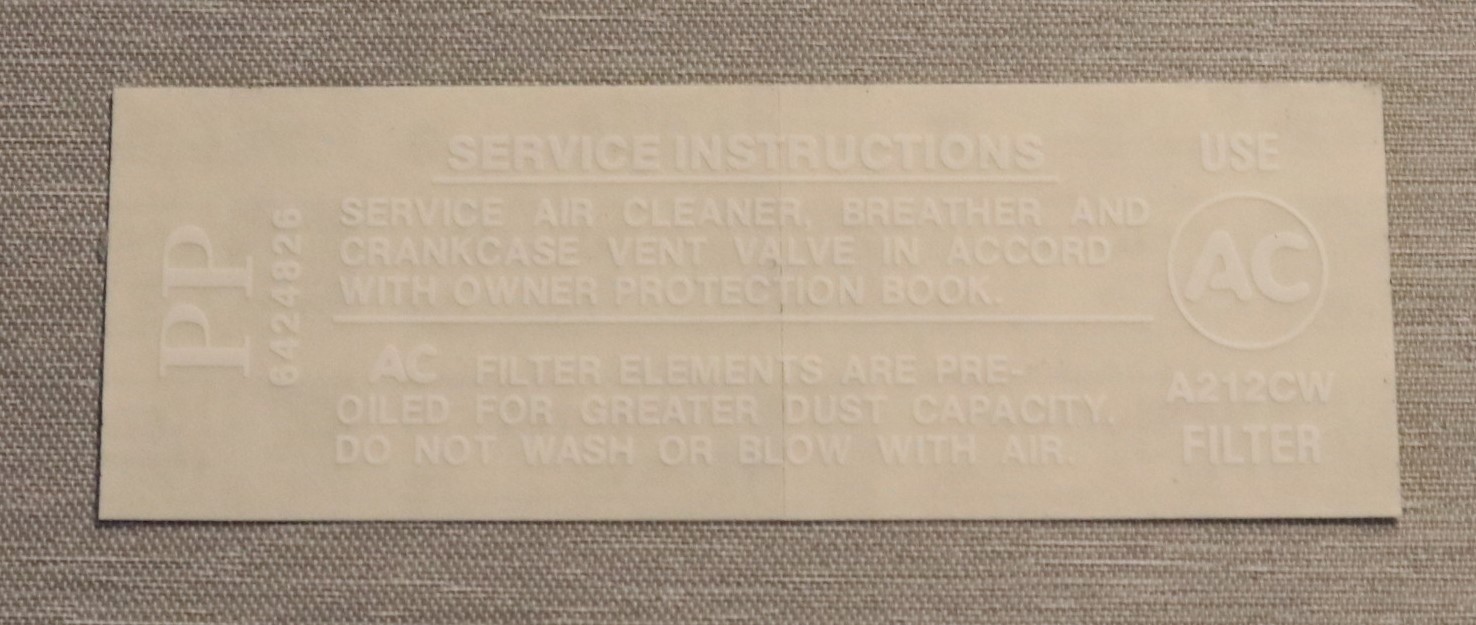 PP
6424826
SERVICE INSTRUCTIONS
SERVICE AIR CLEANER, BREATHER AND
CRANKCASE VENT VALVE IN ACCORD
WITH OWNER PROTECTION BOOK.
AC FILTER ELEMENTS ARE PRE-
OILED FOR GREATER DUST CAPACITY.
DO NOT WASH OR BLOW WITH AIR.
USE
AC
A212CW
FILTER